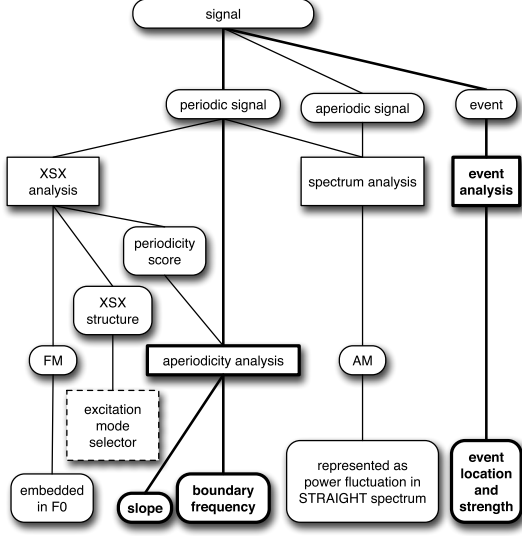 signal
periodic signal
aperiodic signal
event
XSX
analysis
spectrum analysis
event
analysis
periodicity
score
XSX
structure
FM
aperiodicity analysis
AM
excitation
mode
selector
embedded
in F0
slope
boundary
frequency
represented as
power fluctuation in
STRAIGHT spectrum
event
location
and
strength